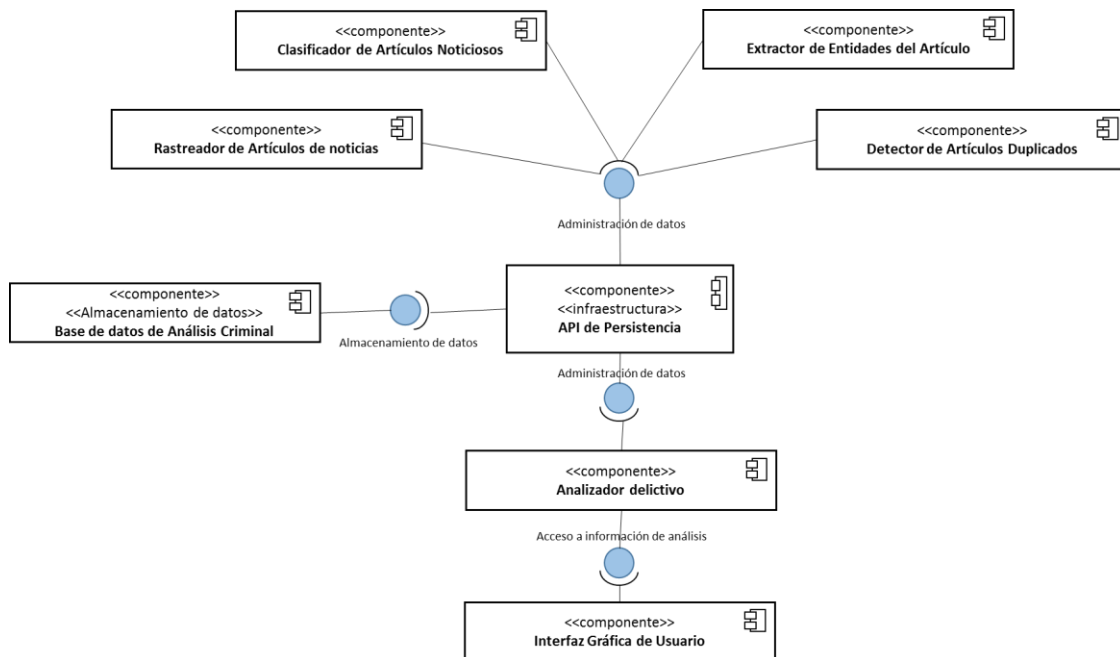 <<componente>>
Clasificador de Artículos Noticiosos
<<componente>>
Extractor de Entidades del Artículo
<<componente>>
Rastreador de Artículos de noticias
<<componente>>
Detector de Artículos Duplicados
Administración de datos
<<componente>>
<<Almacenamiento de datos>>
Base de datos de Análisis Criminal
Almacenamiento de datos
<<componente>>
<<infraestructura>>
API de Persistencia
Administración de datos
<<componente>>
Analizador delictivo
Acceso a información de análisis
<<componente>>
Interfaz Gráfica de Usuario